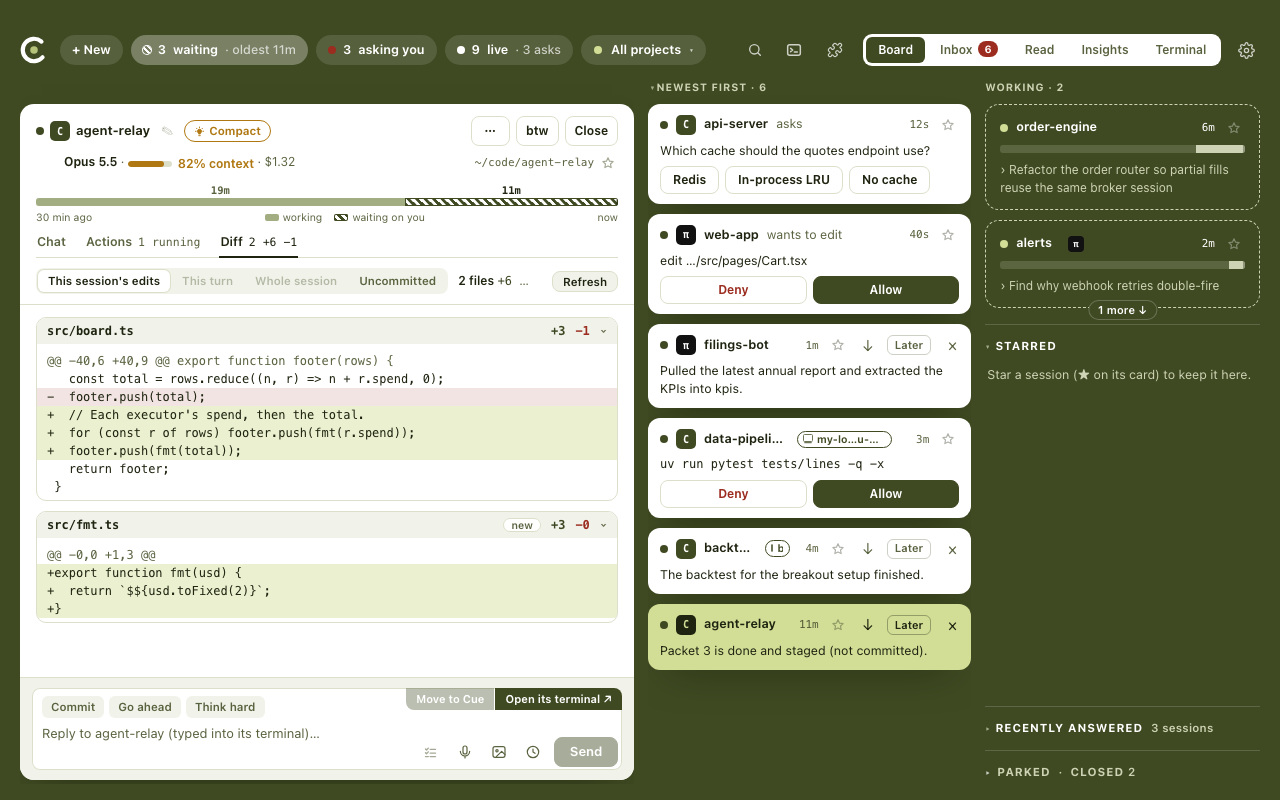 + New
3 waiting · oldest 11m
3 asking you
9 live · 3 asks
All projects
Board
Inbox 6
Read
Insights
Terminal
C agent-relay
Compact
···
btw
Close
Opus 5.5 · 82% context · $1.32
~/code/agent-relay
19m
11m
30 min ago
working
waiting on you
now
Chat
Actions 1 running
Diff 2 +6 −1
This session's edits
This turn
Whole session
Uncommitted
2 files +6 …
Refresh
src/board.ts +3 −1
@@ −40,6 +40,9 @@ export function footer(rows) {
const total = rows.reduce((n, r) => n + r.spend, 0);
− footer.push(total);
+ // Each executor's spend, then the total.
+ for (const r of rows) footer.push(fmt(r.spend));
+ footer.push(fmt(total));
return footer;
}
src/fmt.ts new +3 −0
@@ −0,0 +1,3 @@
+export function fmt(usd) {
+ return `$${usd.toFixed(2)}`;
+}
Commit
Go ahead
Think hard
Move to Cue
Open its terminal ↗
Reply to agent-relay (typed into its terminal)…
Send
NEWEST FIRST · 6
C api-server asks 12s
Which cache should the quotes endpoint use?
Redis
In-process LRU
No cache
π web-app wants to edit 40s
edit …/src/pages/Cart.tsx
Deny
Allow
π filings-bot 1m ↓ Later ×
Pulled the latest annual report and extracted the
KPIs into kpis.
C data-pipeli… my-lo…u-… 3m
uv run pytest tests/lines −q −x
Deny
Allow
C backt… 4m ↓ Later ×
The backtest for the breakout setup finished.
C agent-relay 11m ↓ Later ×
Packet 3 is done and staged (not committed).
WORKING · 2
order-engine 6m
› Refactor the order router so partial fills
reuse the same broker session
alerts π 2m
› Find why webhook retries double-fire
1 more ↓
STARRED
Star a session (★ on its card) to keep it here.
RECENTLY ANSWERED 3 sessions
PARKED · CLOSED 2